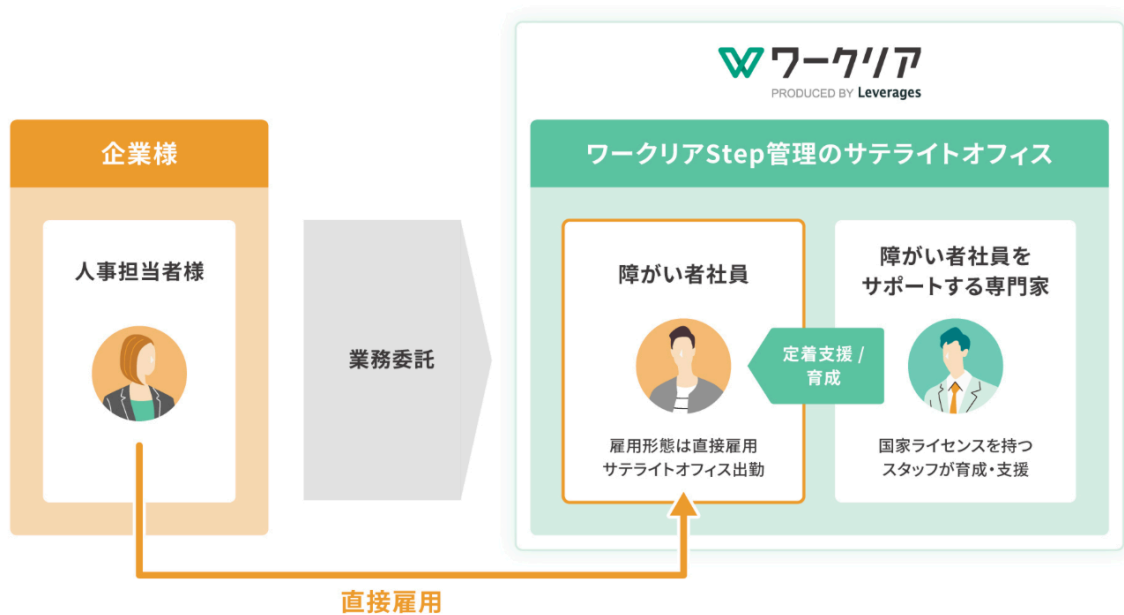 ワークリア
PRODUCED BY Leverages
企業様
人事担当者様
業務委託
ワークリアStep管理のサテライトオフィス
障がい者社員
雇用形態は直接雇用
サテライトオフィス出勤
定着支援 /
育成
障がい者社員を
サポートする専門家
国家ライセンスを持つ
スタッフが育成・支援
直接雇用